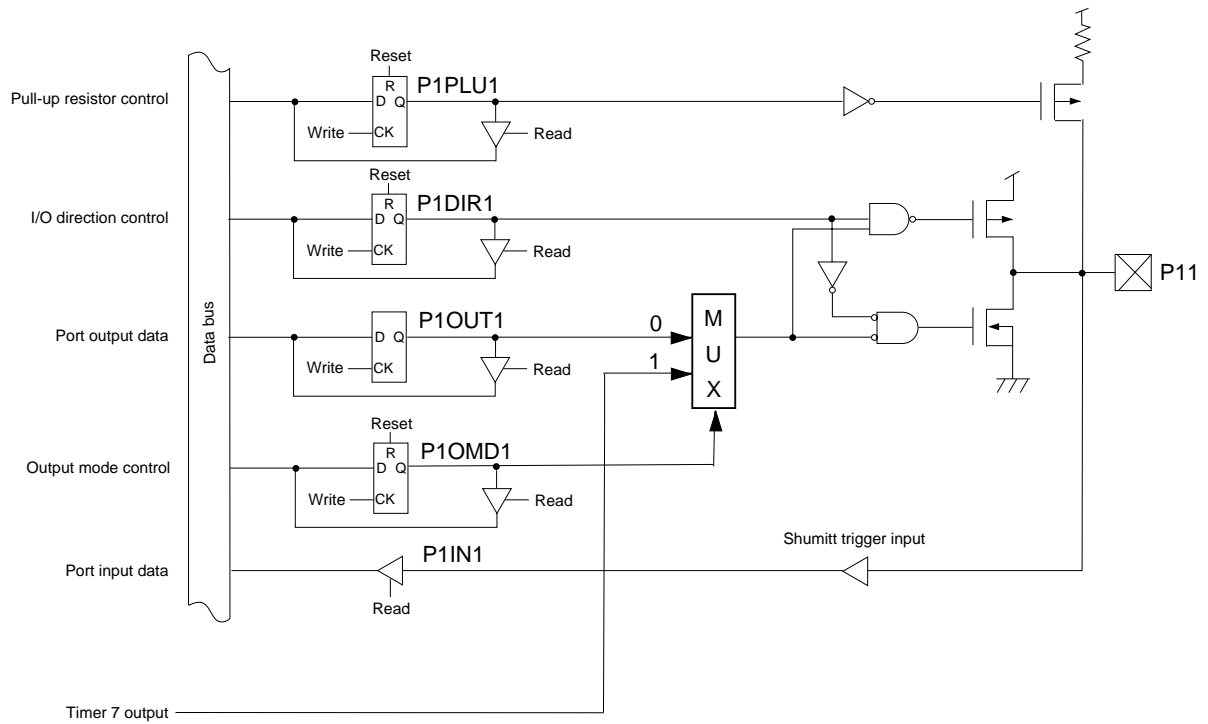 Reset
Pull-up resistor control
R
D Q
P1PLU1
Write
CK
Read
Reset
I/O direction control
R
D Q
P1DIR1
Write
CK
Read
Data bus
Port output data
D Q
P1OUT1
Write
CK
Read
0
1
M
U
X
P11
Reset
Output mode control
R
D Q
P1OMD1
Write
CK
Read
Port input data
P1IN1
Read
Shumitt trigger input
Timer 7 output